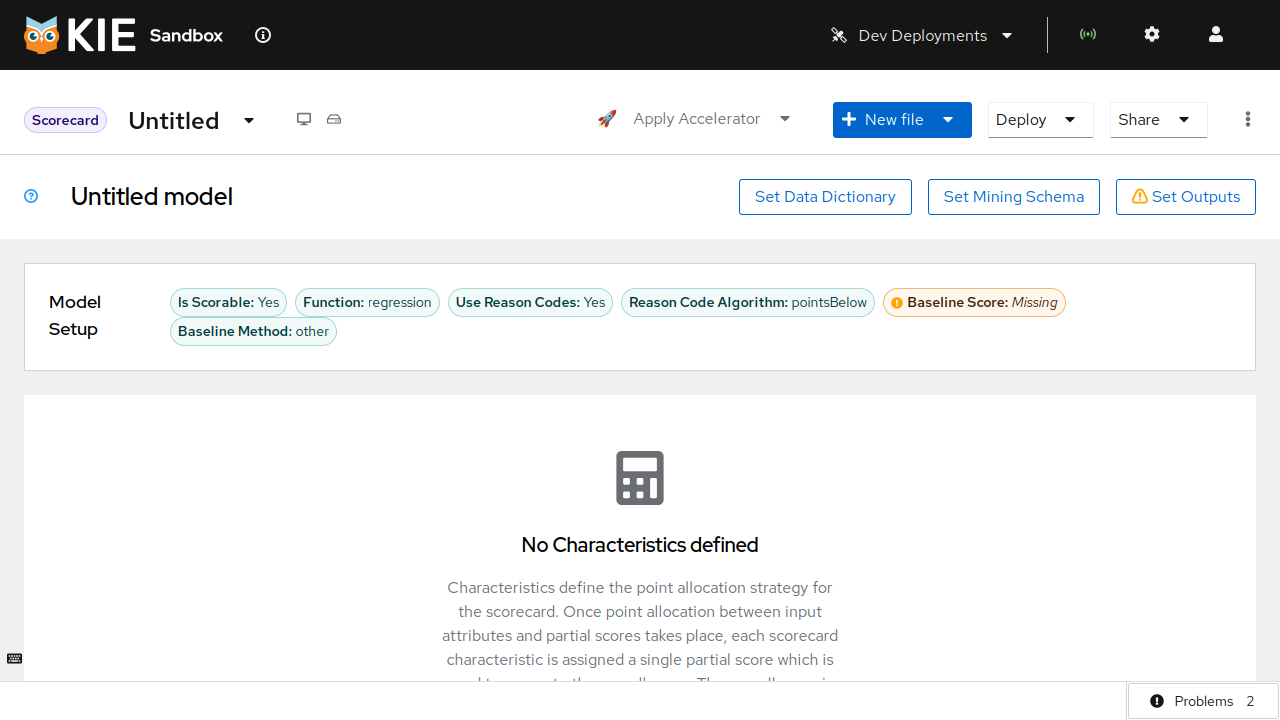 KIE Sandbox Dev Deployments
Scorecard Untitled Apply Accelerator New file Deploy Share
Untitled model Set Data Dictionary Set Mining Schema Set Outputs
Model Setup
Is Scorable: Yes Function: regression Use Reason Codes: Yes Reason Code Algorithm: pointsBelow Baseline Score: Missing
Baseline Method: other
No Characteristics defined
Characteristics define the point allocation strategy for
the scorecard. Once point allocation between input
attributes and partial scores takes place, each scorecard
characteristic is assigned a single partial score which is
Problems 2